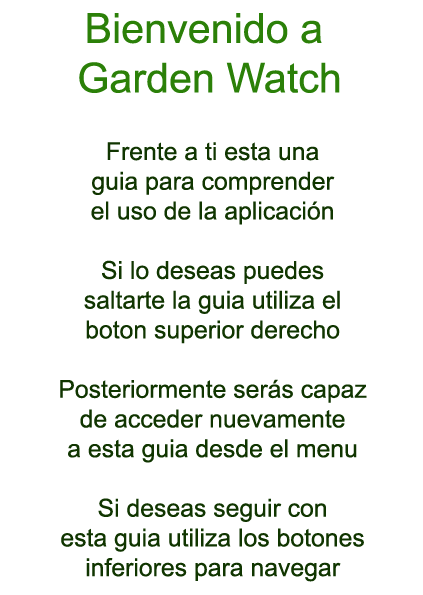 Bienvenido a
Garden Watch
Frente a ti esta una
guia para comprender
el uso de la aplicación
Si lo deseas puedes
saltarte la guia utiliza el
boton superior derecho
Posteriormente serás capaz
de acceder nuevamente
a esta guia desde el menu
Si deseas seguir con
esta guia utiliza los botones
inferiores para navegar